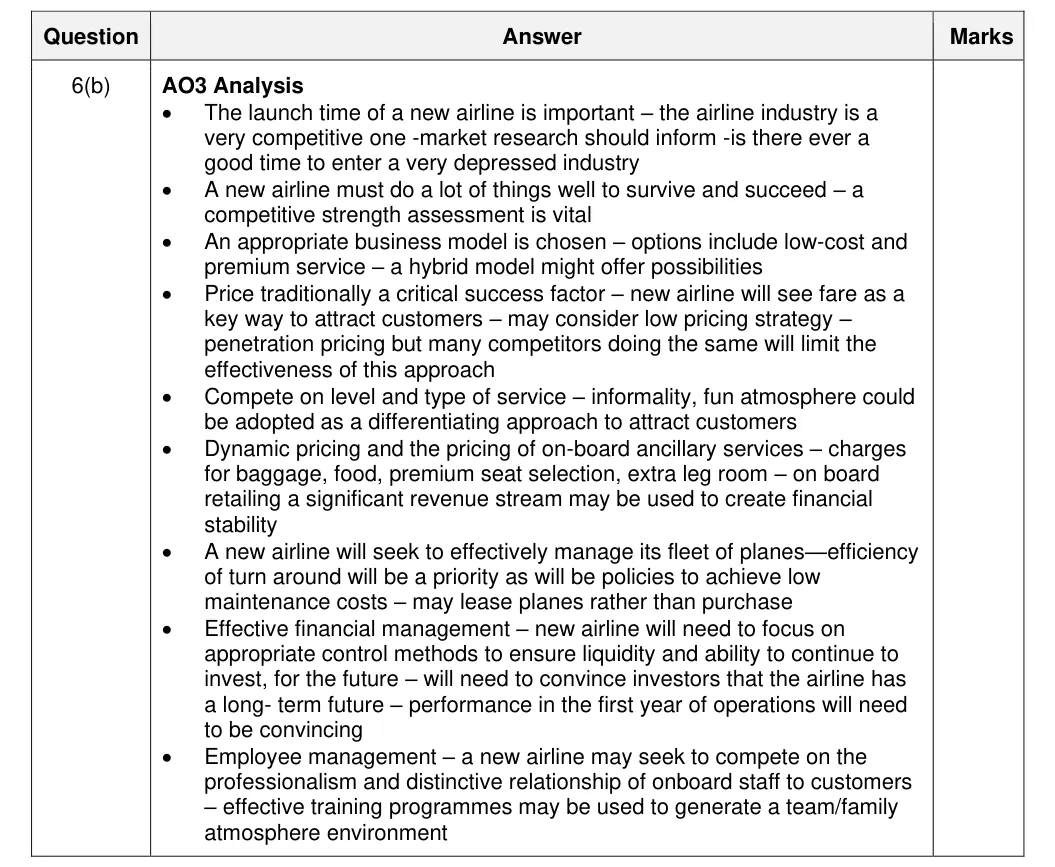 Question Answer Marks
6(b) AO3 Analysis
• The launch time of a new airline is important – the airline industry is a
very competitive one -market research should inform -is there ever a
good time to enter a very depressed industry
• A new airline must do a lot of things well to survive and succeed – a
competitive strength assessment is vital
• An appropriate business model is chosen – options include low-cost and
premium service – a hybrid model might offer possibilities
• Price traditionally a critical success factor – new airline will see fare as a
key way to attract customers – may consider low pricing strategy –
penetration pricing but many competitors doing the same will limit the
effectiveness of this approach
• Compete on level and type of service – informality, fun atmosphere could
be adopted as a differentiating approach to attract customers
• Dynamic pricing and the pricing of on-board ancillary services – charges
for baggage, food, premium seat selection, extra leg room – on board
retailing a significant revenue stream may be used to create financial
stability
• A new airline will seek to effectively manage its fleet of planes—efficiency
of turn around will be a priority as will be policies to achieve low
maintenance costs – may lease planes rather than purchase
• Effective financial management – new airline will need to focus on
appropriate control methods to ensure liquidity and ability to continue to
invest, for the future – will need to convince investors that the airline has
a long- term future – performance in the first year of operations will need
to be convincing
• Employee management – a new airline may seek to compete on the
professionalism and distinctive relationship of onboard staff to customers
– effective training programmes may be used to generate a team/family
atmosphere environment